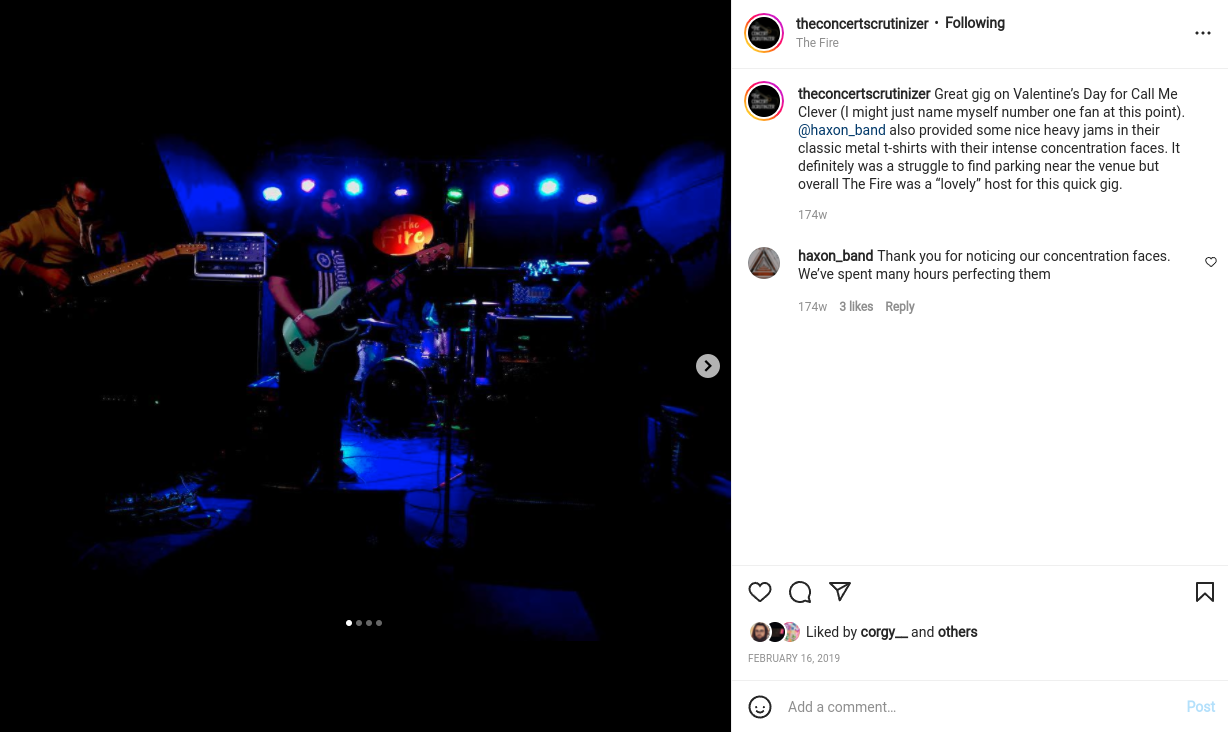 The
Fire
theconcertscrutinizer • Following
The Fire
theconcertscrutinizer Great gig on Valentine’s Day for Call Me
Clever (I might just name myself number one fan at this point).
@haxon_band also provided some nice heavy jams in their
classic metal t-shirts with their intense concentration faces. It
definitely was a struggle to find parking near the venue but
overall The Fire was a “lovely” host for this quick gig.
174w
haxon_band Thank you for noticing our concentration faces.
We’ve spent many hours perfecting them
174w 3 likes Reply
Liked by corgy__ and others
FEBRUARY 16, 2019
Add a comment…
Post